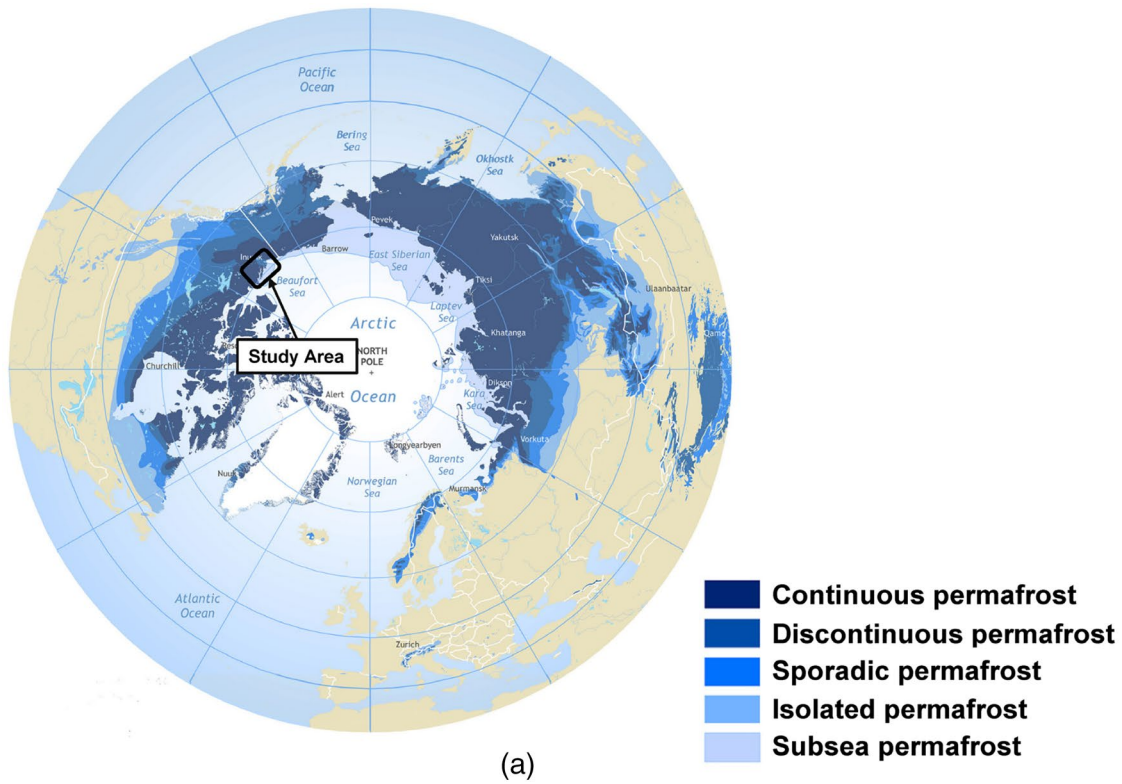 Pacific
Ocean
Bering
Sea
Okhostk
Sea
Pevek
Yakutsk
Barrow
East Siberian
Sea
Beaufort
Sea
Tiksi
Laptev
Sea
Ulaanbaatar
Arctic
Khatanga
Study Area
NORTH
POLE
+
Churchill
Dikson
Alert
Ocean
Kara
Sea
Vorkuta
Longyearbyen
Barents
Sea
Nuuk
Norwegian
Sea
Murmansk
Atlantic
Ocean
Zurich
Continuous permafrost
Discontinuous permafrost
Sporadic permafrost
Isolated permafrost
Subsea permafrost
(a)